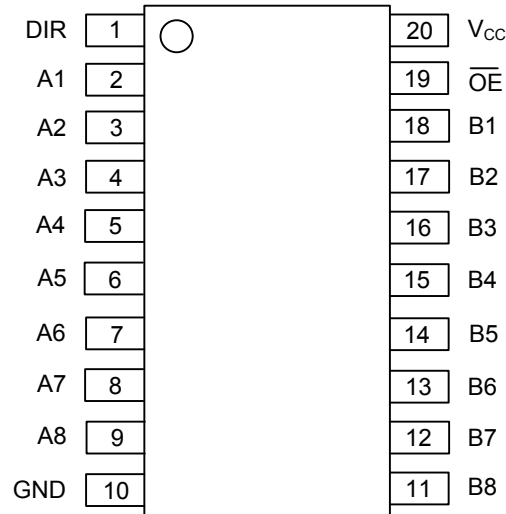 DIR 1 20 VCC
A1 2 19 O̅E̅
A2 3 18 B1
A3 4 17 B2
A4 5 16 B3
A5 6 15 B4
A6 7 14 B5
A7 8 13 B6
A8 9 12 B7
GND 10 11 B8